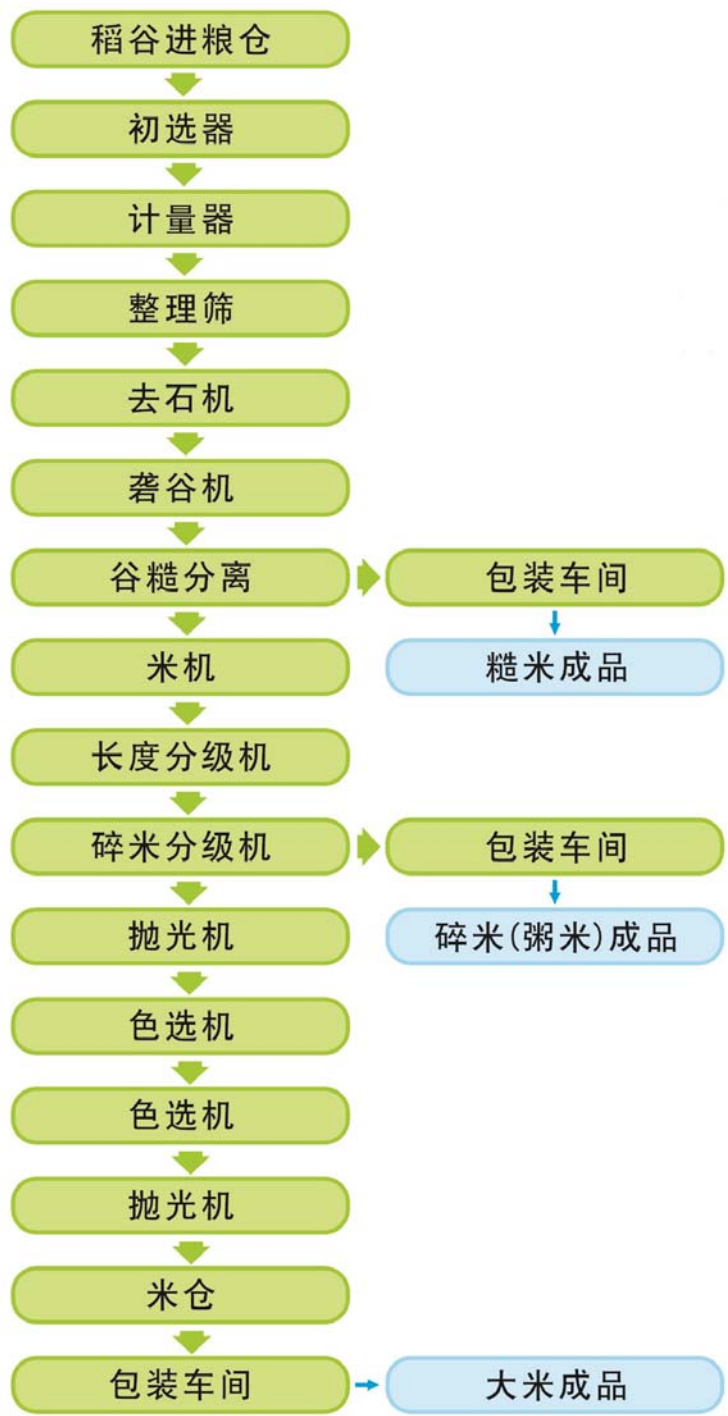 稻谷进粮仓
初选器
计量器
整理筛
去石机
砻谷机
谷糙分离
包装车间
米机
糙米成品
长度分级机
碎米分级机
包装车间
抛光机
碎米(粥米)成品
色选机
色选机
抛光机
米仓
包装车间
大米成品